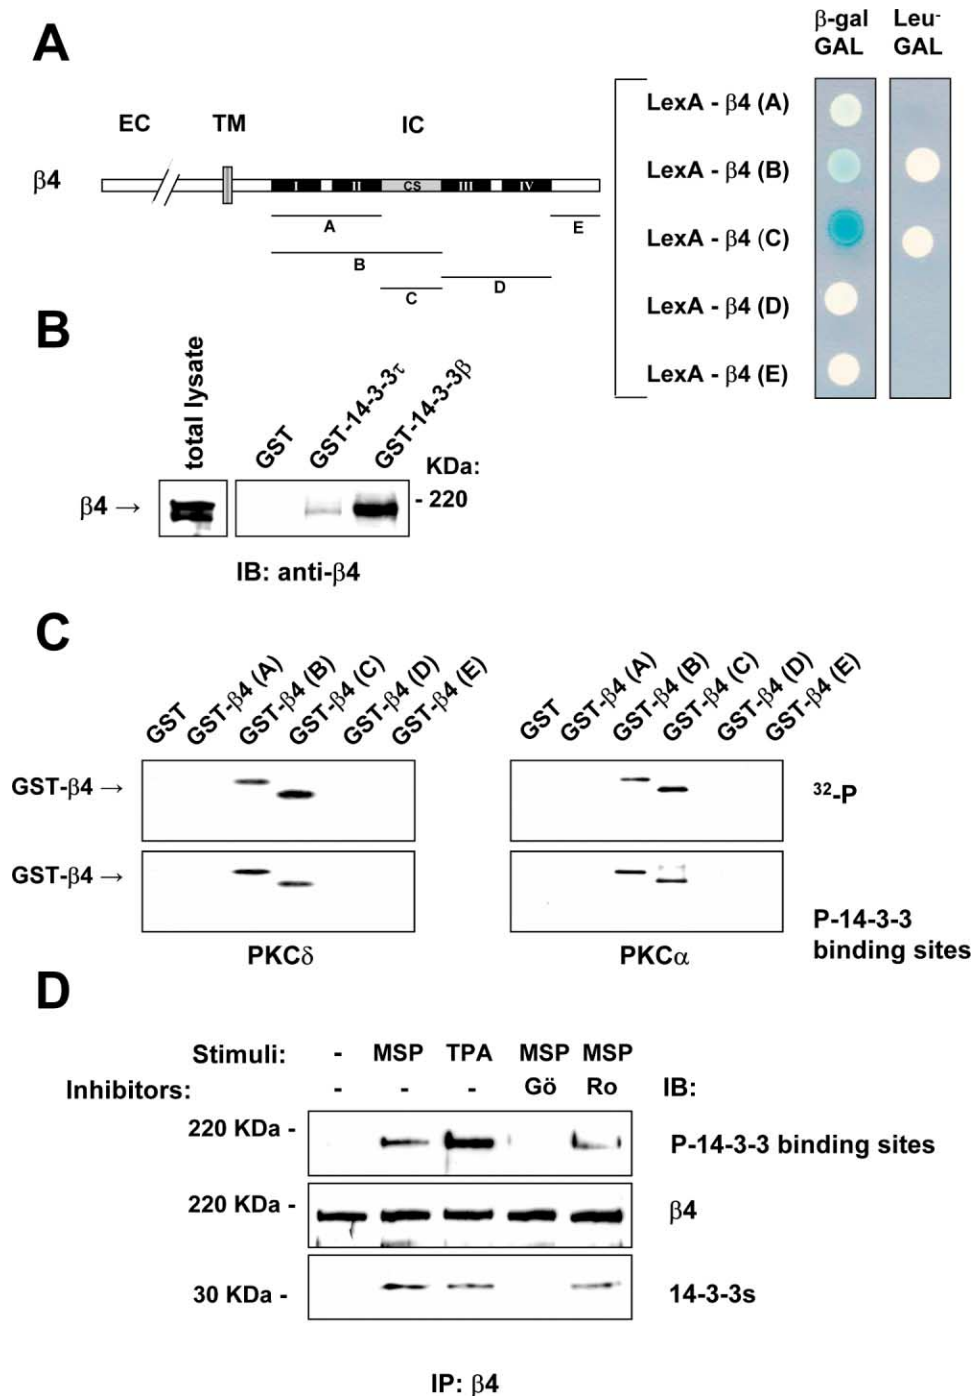 A
β-gal GAL
Leu- GAL
EC TM IC
β4
I II CS III IV
A
E
B
D
C
LexA - β4 (A)
LexA - β4 (B)
LexA - β4 (C)
LexA - β4 (D)
LexA - β4 (E)
B
total lysate
GST
GST-14-3-3τ
GST-14-3-3β
KDa:
- 220
β4 →
IB: anti-β4
C
GST
GST-β4 (A)
GST-β4 (B)
GST-β4 (C)
GST-β4 (D)
GST-β4 (E)
GST
GST-β4 (A)
GST-β4 (B)
GST-β4 (C)
GST-β4 (D)
GST-β4 (E)
GST-β4 →
32-P
GST-β4 →
P-14-3-3
binding sites
PKCδ
PKCα
D
Stimuli: - MSP TPA MSP MSP
Inhibitors: - - - Gö Ro IB:
220 KDa -
P-14-3-3 binding sites
220 KDa -
β4
30 KDa -
14-3-3s
IP: β4